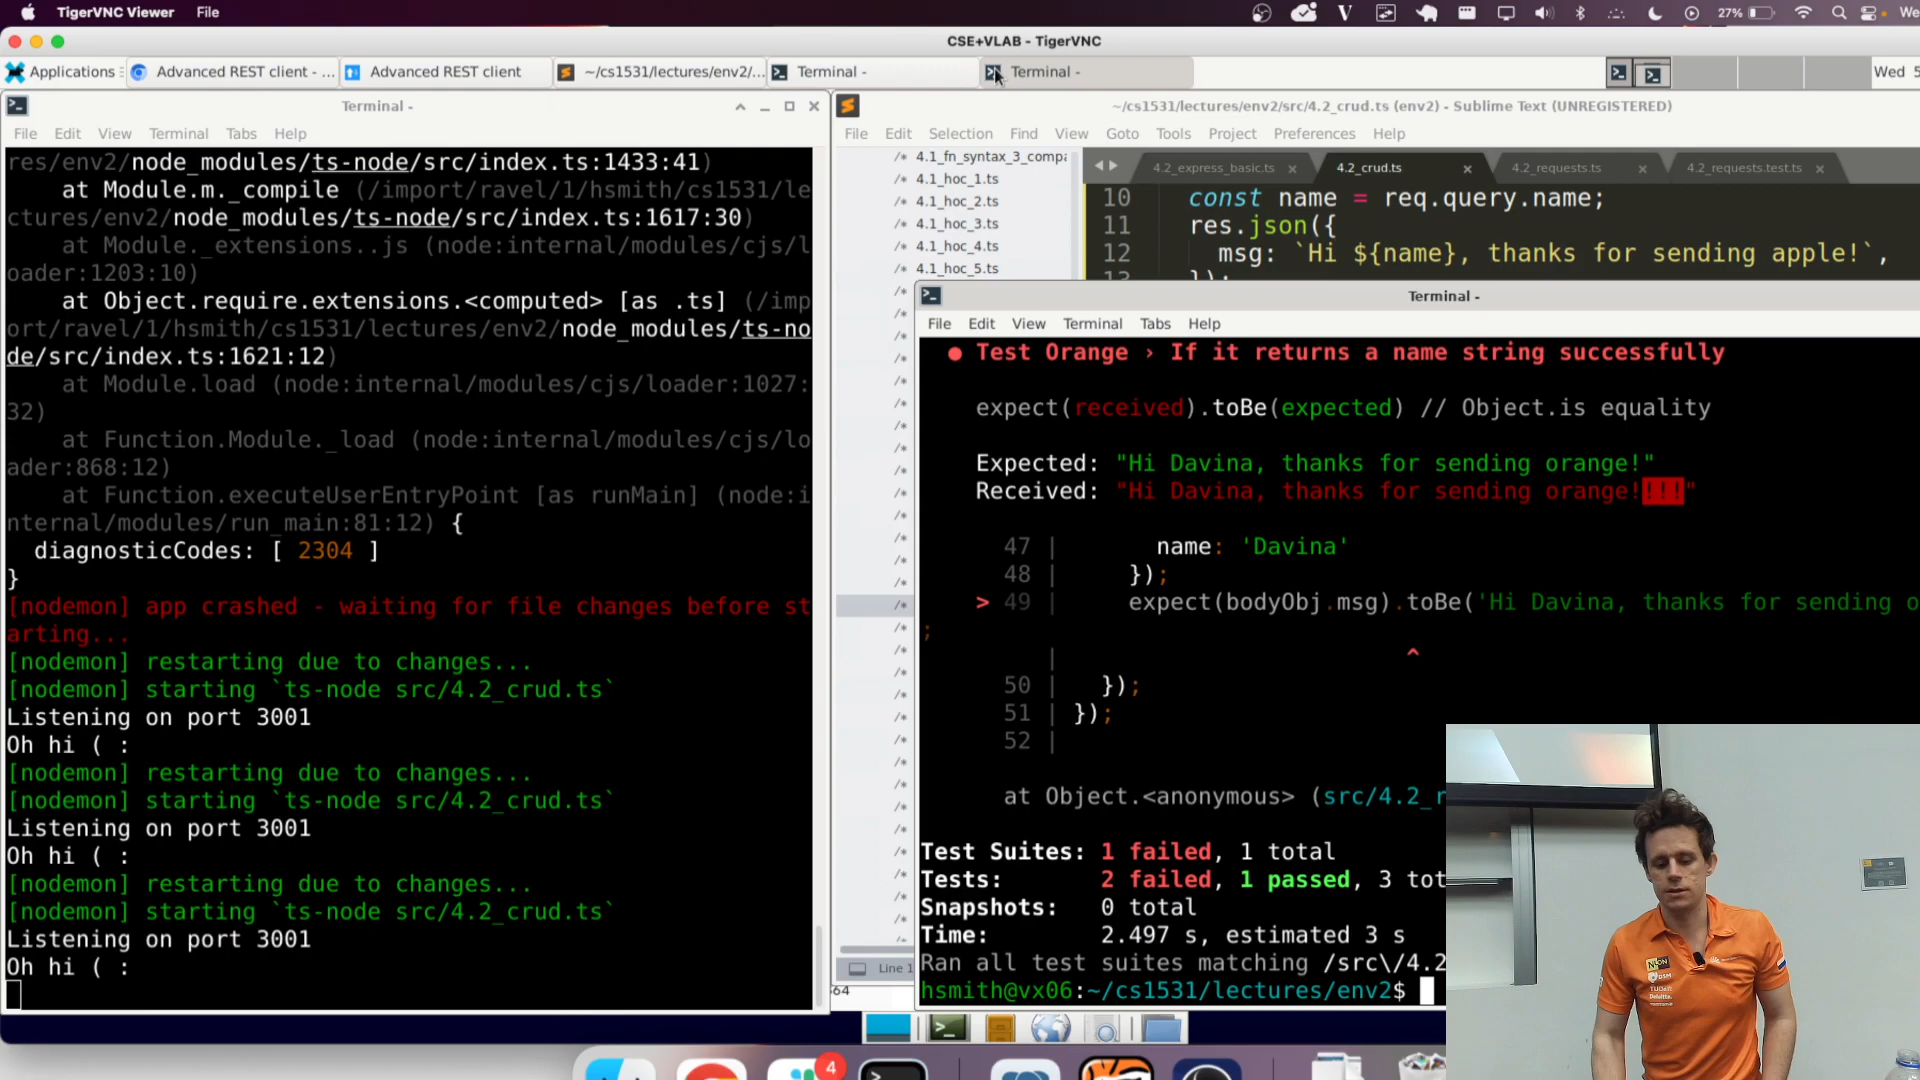 TigerVNC Viewer File
27%
CSE+VLAB - TigerVNC
Applications
Advanced REST client - ...
Advanced REST client
~/cs1531/lectures/env2/...
Terminal -
Terminal -
Wed 5
Terminal -
File Edit View Terminal Tabs Help
res/env2/node_modules/ts-node/src/index.ts:1433:41)
at Module.m._compile (/import/ravel/1/hsmith/cs1531/le
ctures/env2/node_modules/ts-node/src/index.ts:1617:30)
at Module._extensions..js (node:internal/modules/cjs/l
oader:1203:10)
at Object.require.extensions.<computed> [as .ts] (/imp
ort/ravel/1/hsmith/cs1531/lectures/env2/node_modules/ts-no
de/src/index.ts:1621:12)
at Module.load (node:internal/modules/cjs/loader:1027:
32)
at Function.Module._load (node:internal/modules/cjs/lo
ader:868:12)
at Function.executeUserEntryPoint [as runMain] (node:i
nternal/modules/run_main:81:12) {
diagnosticCodes: [ 2304 ]
}
[nodemon] app crashed - waiting for file changes before st
arting...
[nodemon] restarting due to changes...
[nodemon] starting `ts-node src/4.2_crud.ts`
Listening on port 3001
Oh hi ( :
[nodemon] restarting due to changes...
[nodemon] starting `ts-node src/4.2_crud.ts`
Listening on port 3001
Oh hi ( :
[nodemon] restarting due to changes...
[nodemon] starting `ts-node src/4.2_crud.ts`
Listening on port 3001
Oh hi ( :
~/cs1531/lectures/env2/src/4.2_crud.ts (env2) - Sublime Text (UNREGISTERED)
File Edit Selection Find View Goto Tools Project Preferences Help
/* 4.1_fn_syntax_3_compa
/* 4.1_hoc_1.ts
/* 4.1_hoc_2.ts
/* 4.1_hoc_3.ts
/* 4.1_hoc_4.ts
/* 4.1_hoc_5.ts
4.2_express_basic.ts
4.2_crud.ts
4.2_requests.ts
4.2_requests.test.ts
10 const name = req.query.name;
11 res.json({
12 msg: `Hi ${name}, thanks for sending apple!`,
13 });
Line 1
Terminal -
File Edit View Terminal Tabs Help
● Test Orange › If it returns a name string successfully
expect(received).toBe(expected) // Object.is equality
Expected: "Hi Davina, thanks for sending orange!"
Received: "Hi Davina, thanks for sending orange!!!!"
47 | name: 'Davina'
48 | });
> 49 | expect(bodyObj.msg).toBe('Hi Davina, thanks for sending o
;
| ^
50 | });
51 | });
52 |
at Object.<anonymous> (src/4.2_r
Test Suites: 1 failed, 1 total
Tests: 2 failed, 1 passed, 3 tot
Snapshots: 0 total
Time: 2.497 s, estimated 3 s
Ran all test suites matching /src\/4.2
hsmith@vx06:~/cs1531/lectures/env2$
4